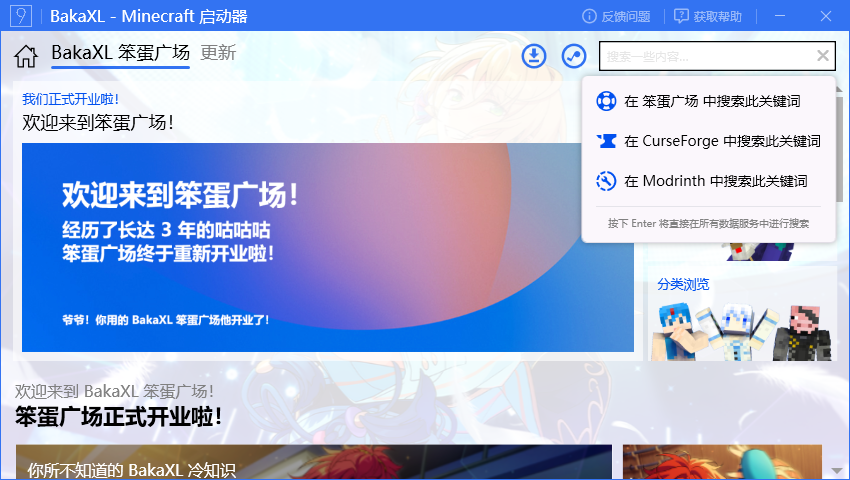 BakaXL - Minecraft 启动器
反馈问题
获取帮助
BakaXL 笨蛋广场
更新
搜索一些内容...
在 笨蛋广场 中搜索此关键词
在 CurseForge 中搜索此关键词
在 Modrinth 中搜索此关键词
按下 Enter 将直接在所有数据服务中进行搜索
我们正式开业啦!
欢迎来到笨蛋广场!
欢迎来到笨蛋广场!
经历了长达 3 年的咕咕咕
笨蛋广场终于重新开业啦!
爷爷！你用的 BakaXL 笨蛋广场他开业了!
分类浏览
欢迎来到 BakaXL 笨蛋广场!
笨蛋广场正式开业啦!
你所不知道的 BakaXL 冷知识